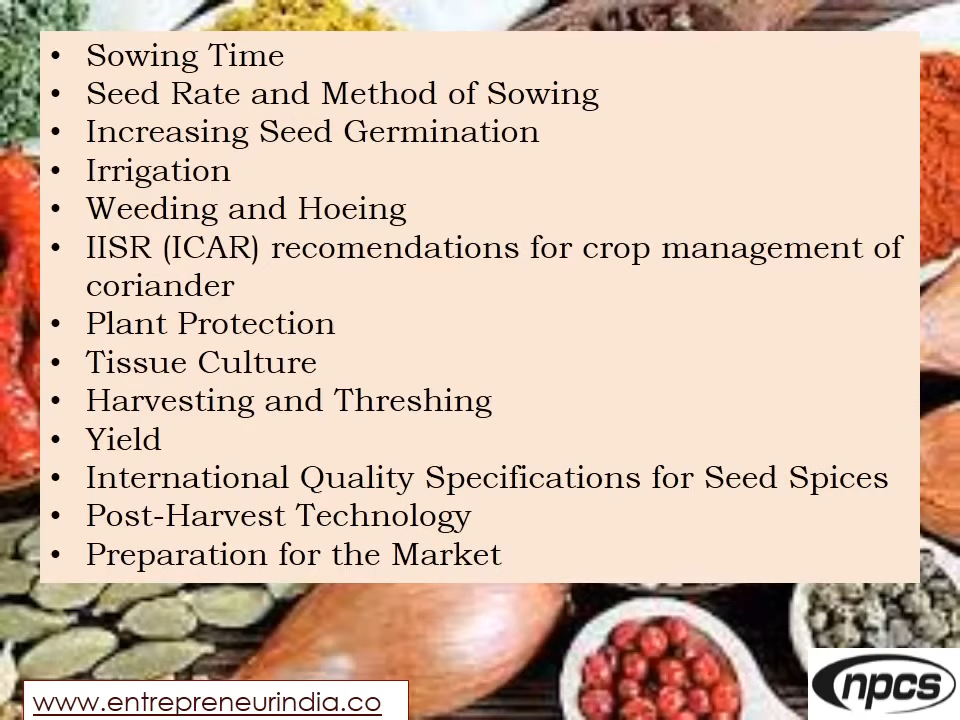 • Sowing Time
• Seed Rate and Method of Sowing
• Increasing Seed Germination
• Irrigation
• Weeding and Hoeing
• IISR (ICAR) recomendations for crop management of
coriander
• Plant Protection
• Tissue Culture
• Harvesting and Threshing
• Yield
• International Quality Specifications for Seed Spices
• Post-Harvest Technology
• Preparation for the Market
www.entrepreneurindia.co
npcs